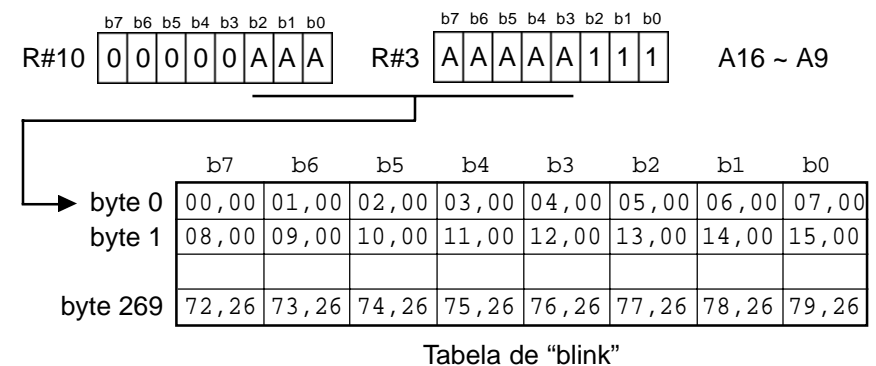 b7 b6 b5 b4 b3 b2 b1 b0 b7 b6 b5 b4 b3 b2 b1 b0
R#10 0 0 0 0 0 A A A R#3 A A A A A 1 1 1 A16 ~ A9
b7 b6 b5 b4 b3 b2 b1 b0
byte 0 00,00 01,00 02,00 03,00 04,00 05,00 06,00 07,00
byte 1 08,00 09,00 10,00 11,00 12,00 13,00 14,00 15,00
byte 269 72,26 73,26 74,26 75,26 76,26 77,26 78,26 79,26
Tabela de “blink”